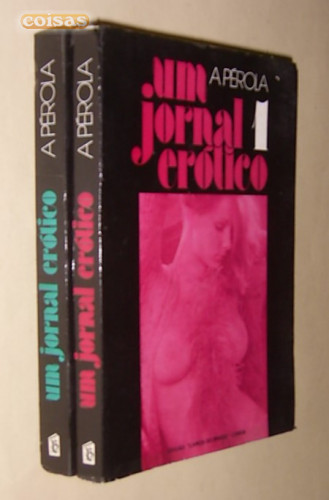 coisas
um
jornal
erótico
A PÉROLA
1
um jornal erótico
A PÉROLA
um jornal erótico
A PÉROLA